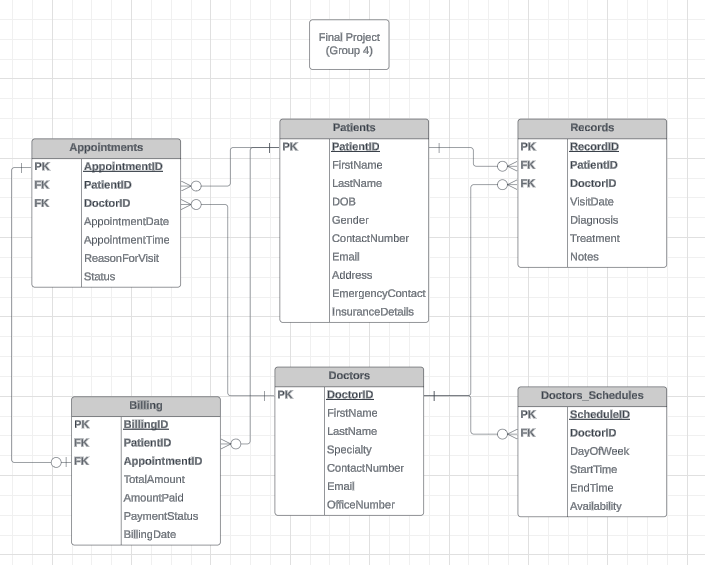 Final Project
(Group 4)
Patients
PK PatientID
FirstName
LastName
DOB
Gender
ContactNumber
Email
Address
EmergencyContact
InsuranceDetails
Records
PK RecordID
FK PatientID
FK DoctorID
VisitDate
Diagnosis
Treatment
Notes
Appointments
PK AppointmentID
FK PatientID
FK DoctorID
AppointmentDate
AppointmentTime
ReasonForVisit
Status
Doctors
PK DoctorID
FirstName
LastName
Specialty
ContactNumber
Email
OfficeNumber
Doctors_Schedules
PK ScheduleID
FK DoctorID
DayOfWeek
StartTime
EndTime
Availability
Billing
PK BillingID
FK PatientID
FK AppointmentID
TotalAmount
AmountPaid
PaymentStatus
BillingDate